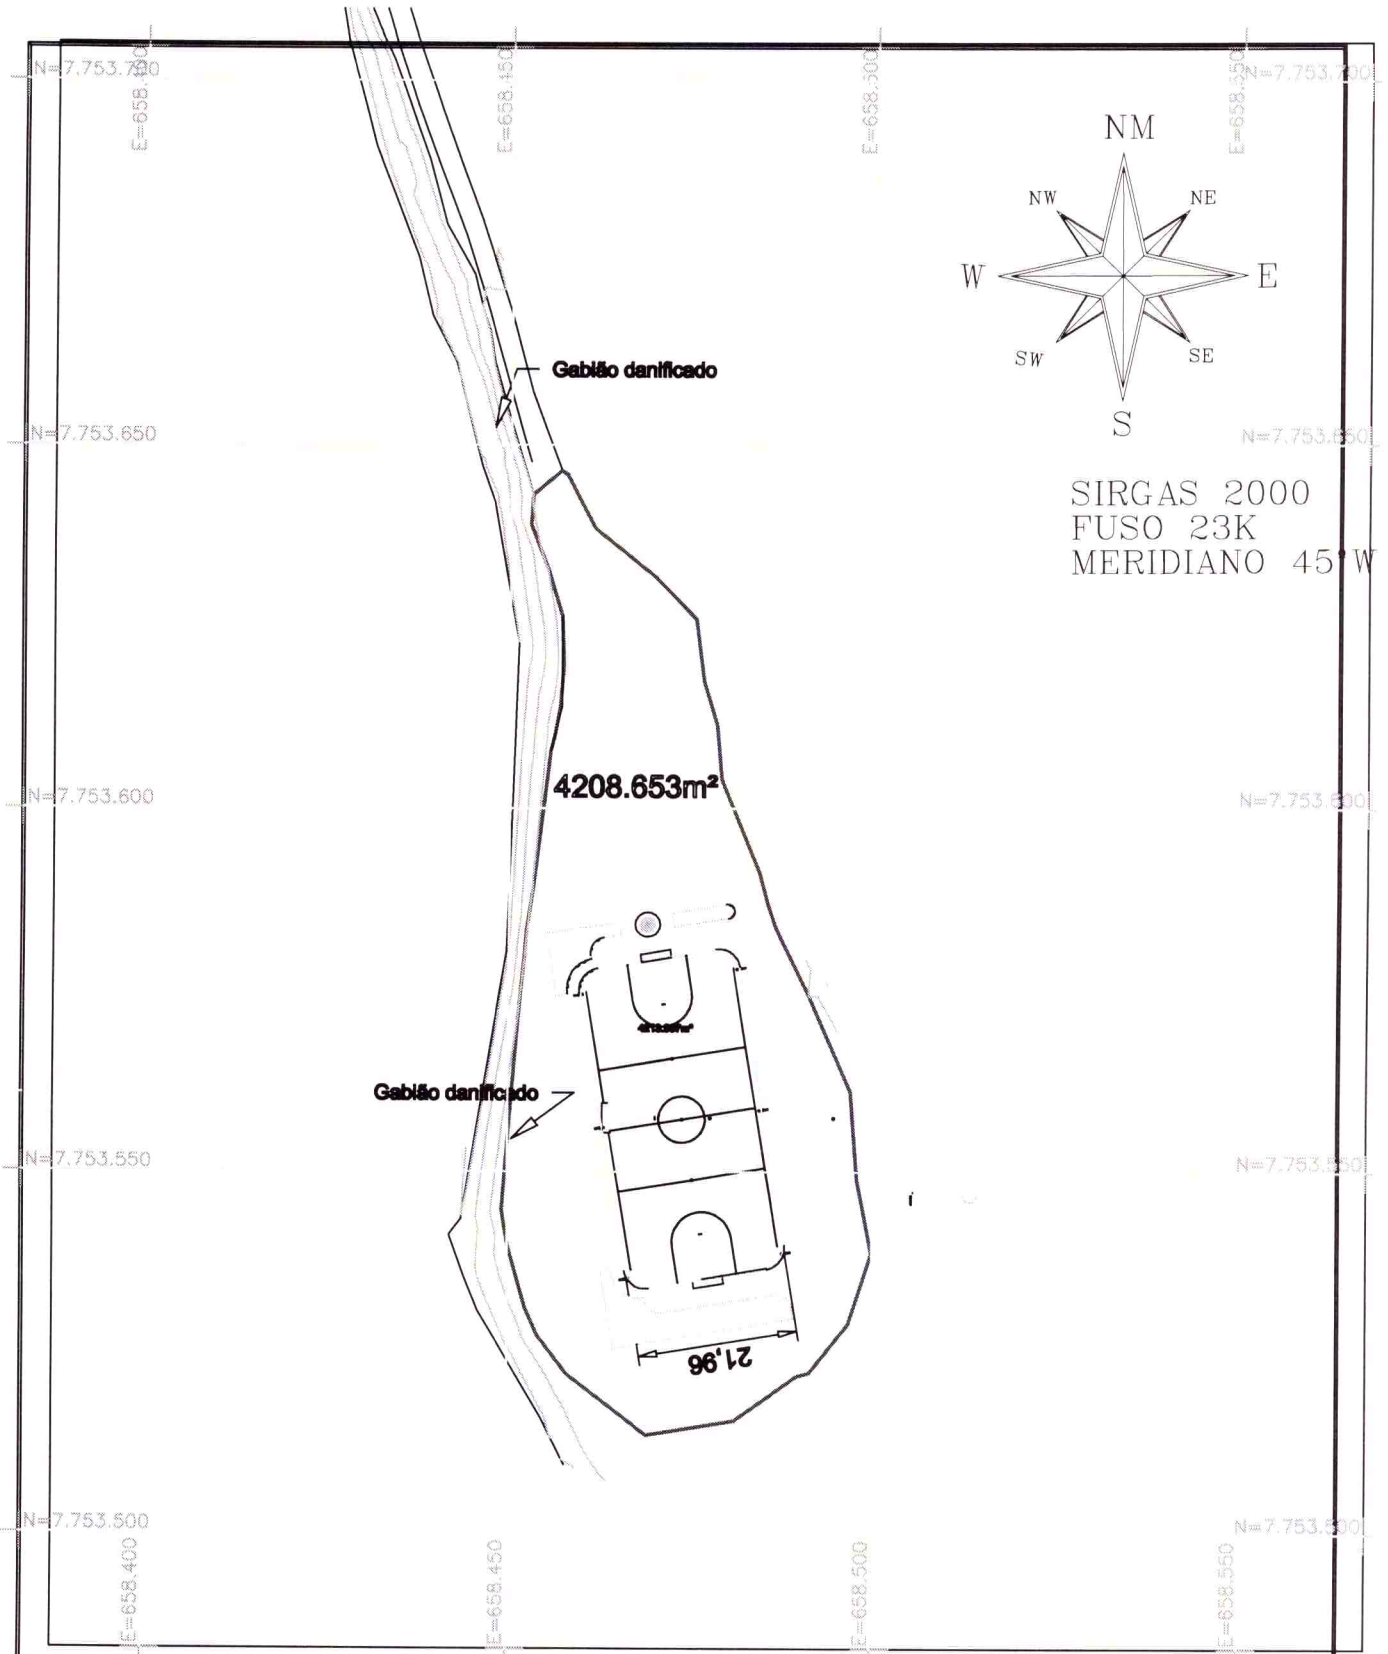 N=7.753.700
E=658.400
E=658.450
E=658.500
E=658.550
N=7.753.700
NM
NW
NE
W
E
SW
SE
S
Gabião danificado
N=7.753.650
N=7.753.650
SIRGAS 2000
FUSO 23K
MERIDIANO 45°W
4208.653m²
N=7.753.600
N=7.753.600
Gabião danificado
N=7.753.550
N=7.753.550
21,96
N=7.753.500
N=7.753.500
E=658.400
E=658.450
E=658.500
E=658.550